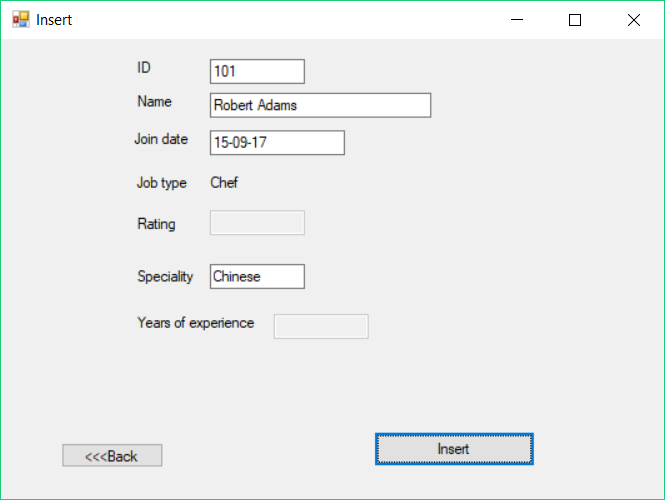 Insert
ID 101
Name Robert Adams
Join date 15-09-17
Job type Chef
Rating
Speciality Chinese
Years of experience
<<<Back Insert